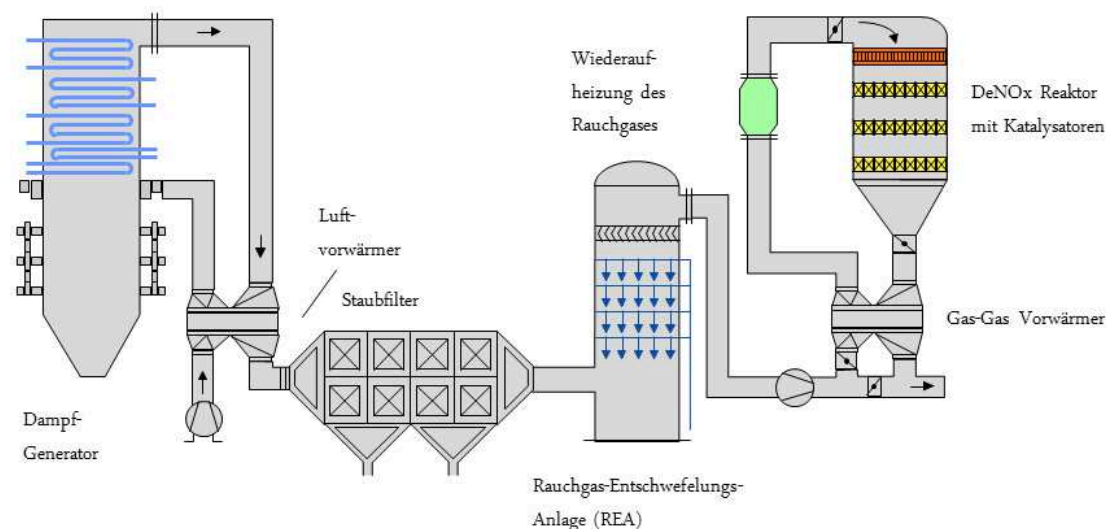 Wiederauf-
heizung des
Rauchgases
DeNOx Reaktor
mit Katalysatoren
Luft-
vorwärmer
Staubfilter
Gas-Gas Vorwärmer
Dampf-
Generator
Rauchgas-Entschwefelungs-
Anlage (REA)